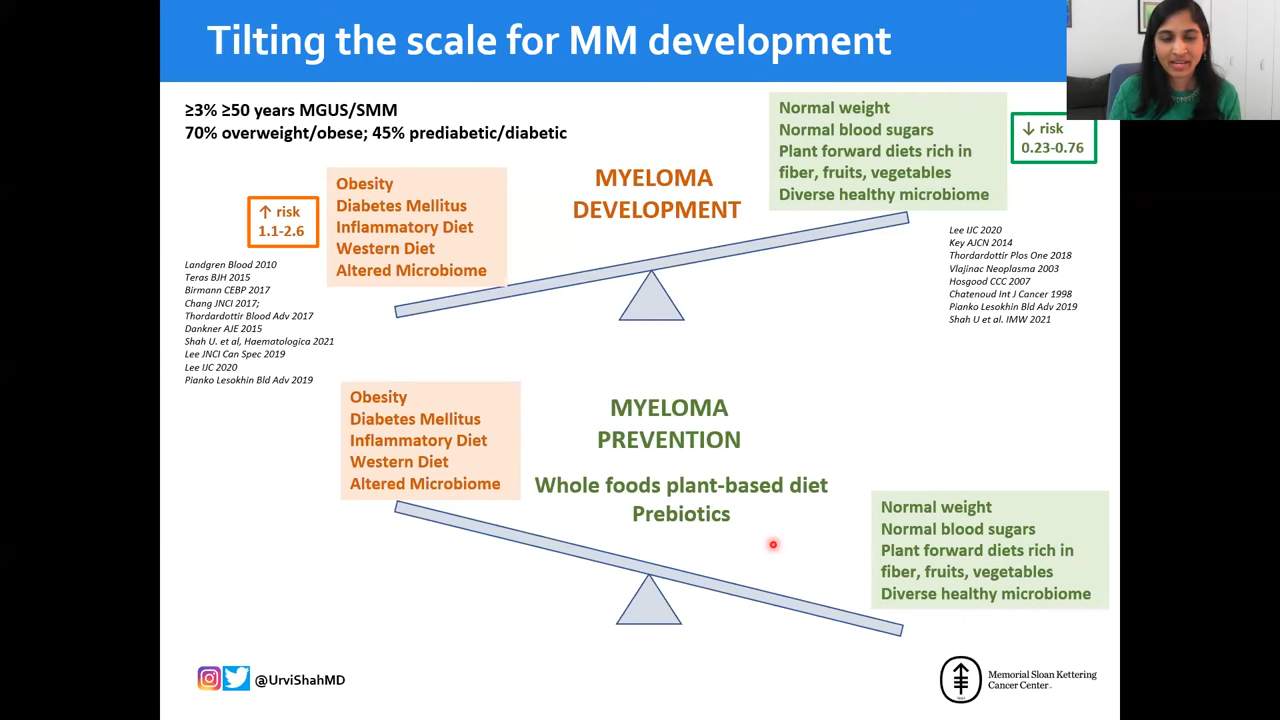 Tilting the scale for MM development
≥3% ≥50 years MGUS/SMM
70% overweight/obese; 45% prediabetic/diabetic
↑ risk
1.1-2.6
Obesity
Diabetes Mellitus
Inflammatory Diet
Western Diet
Altered Microbiome
MYELOMA
DEVELOPMENT
Normal weight
Normal blood sugars
Plant forward diets rich in
fiber, fruits, vegetables
Diverse healthy microbiome
↓ risk
0.23-0.76
Landgren Blood 2010
Teras BJH 2015
Birmann CEBP 2017
Chang JNCI 2017;
Thordardottir Blood Adv 2017
Dankner AJE 2015
Shah U. et al, Haematologica 2021
Lee JNCI Can Spec 2019
Lee IJC 2020
Pianko Lesokhin Bld Adv 2019
Lee IJC 2020
Key AJCN 2014
Thordardottir Plos One 2018
Vlajinac Neoplasma 2003
Hosgood CCC 2007
Chatenoud Int J Cancer 1998
Pianko Lesokhin Bld Adv 2019
Shah U et al. IMW 2021
Obesity
Diabetes Mellitus
Inflammatory Diet
Western Diet
Altered Microbiome
MYELOMA
PREVENTION
Whole foods plant-based diet
Prebiotics
Normal weight
Normal blood sugars
Plant forward diets rich in
fiber, fruits, vegetables
Diverse healthy microbiome
@UrviShahMD
Memorial Sloan Kettering
Cancer Center